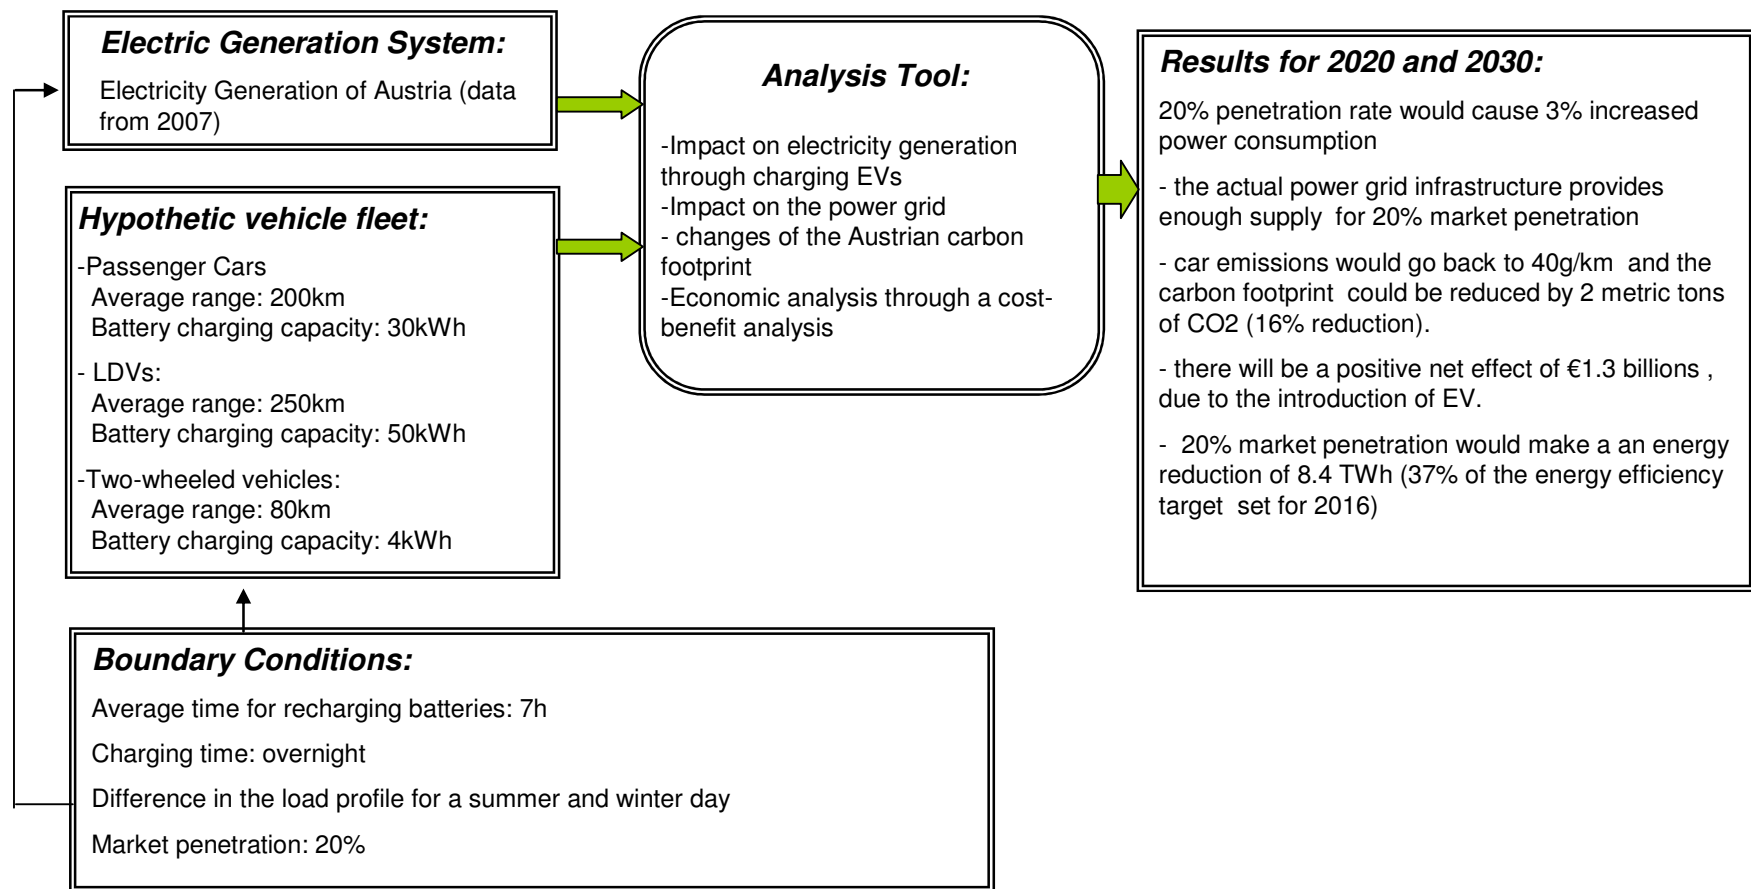 Electric Generation System:
Electricity Generation of Austria (data
from 2007)
Hypothetic vehicle fleet:
-Passenger Cars
Average range: 200km
Battery charging capacity: 30kWh
- LDVs:
Average range: 250km
Battery charging capacity: 50kWh
-Two-wheeled vehicles:
Average range: 80km
Battery charging capacity: 4kWh
Boundary Conditions:
Average time for recharging batteries: 7h
Charging time: overnight
Difference in the load profile for a summer and winter day
Market penetration: 20%
Analysis Tool:
-Impact on electricity generation
through charging EVs
-Impact on the power grid
- changes of the Austrian carbon
footprint
-Economic analysis through a cost-
benefit analysis
Results for 2020 and 2030:
20% penetration rate would cause 3% increased
power consumption
- the actual power grid infrastructure provides
enough supply for 20% market penetration
- car emissions would go back to 40g/km and the
carbon footprint could be reduced by 2 metric tons
of CO2 (16% reduction).
- there will be a positive net effect of €1.3 billions ,
due to the introduction of EV.
- 20% market penetration would make a an energy
reduction of 8.4 TWh (37% of the energy efficiency
target set for 2016)